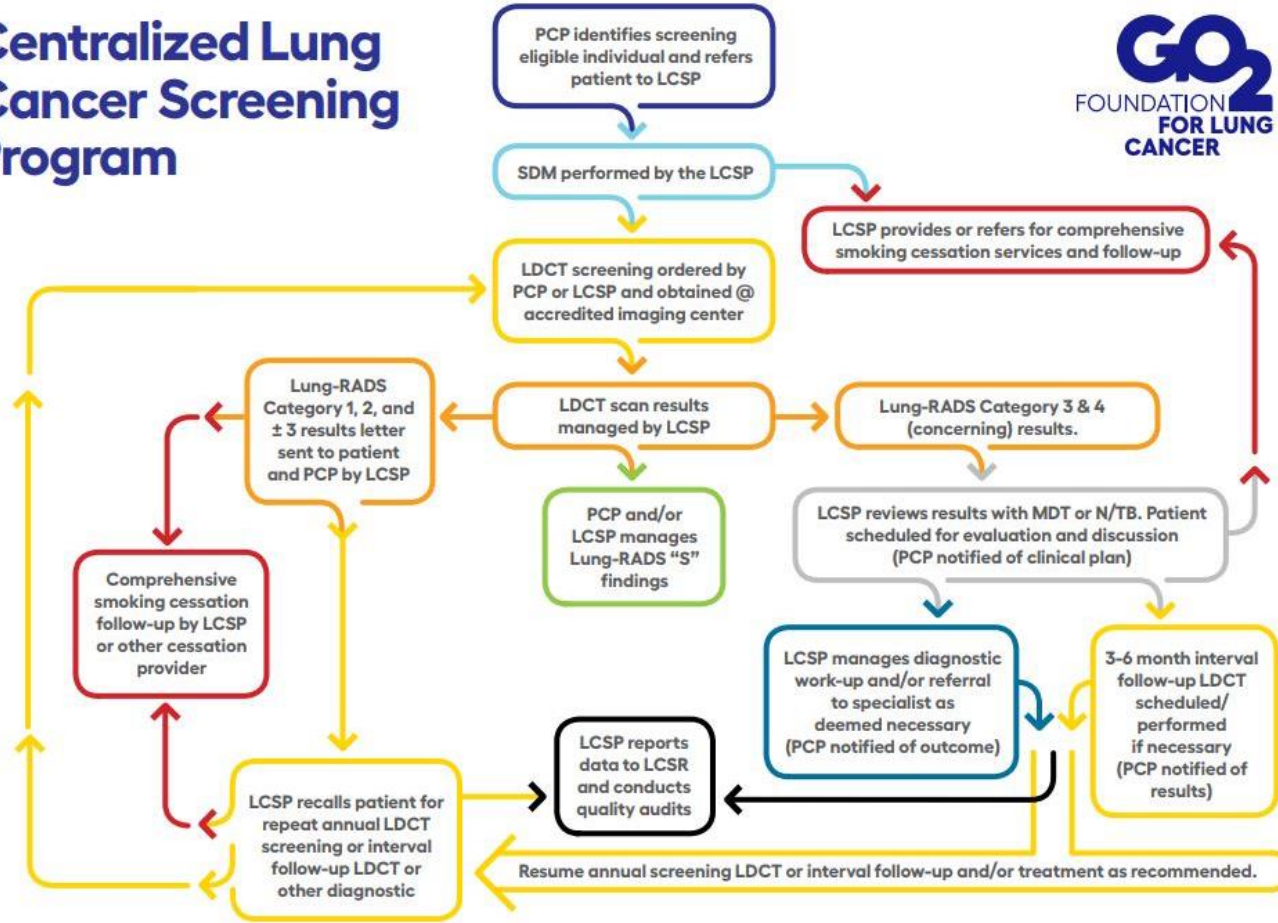 Centralized Lung
Cancer Screening
Program
PCP identifies screening
eligible individual and refers
patient to LCSP
GO2
FOUNDATION
FOR LUNG
CANCER
SDM performed by the LCSP
LCSP provides or refers for comprehensive
smoking cessation services and follow-up
LDCT screening ordered by
PCP or LCSP and obtained @
accredited imaging center
Lung-RADS
Category 1, 2, and
± 3 results letter
sent to patient
and PCP by LCSP
LDCT scan results
managed by LCSP
Lung-RADS Category 3 & 4
(concerning) results.
PCP and/or
LCSP manages
Lung-RADS “S”
findings
LCSP reviews results with MDT or N/TB. Patient
scheduled for evaluation and discussion
(PCP notified of clinical plan)
Comprehensive
smoking cessation
follow-up by LCSP
or other cessation
provider
LCSP manages diagnostic
work-up and/or referral
to specialist as
deemed necessary
(PCP notified of outcome)
3-6 month interval
follow-up LDCT
scheduled/
performed
if necessary
(PCP notified of
results)
LCSP reports
data to LCSR
and conducts
quality audits
LCSP recalls patient for
repeat annual LDCT
screening or interval
follow-up LDCT or
other diagnostic
Resume annual screening LDCT or interval follow-up and/or treatment as recommended.